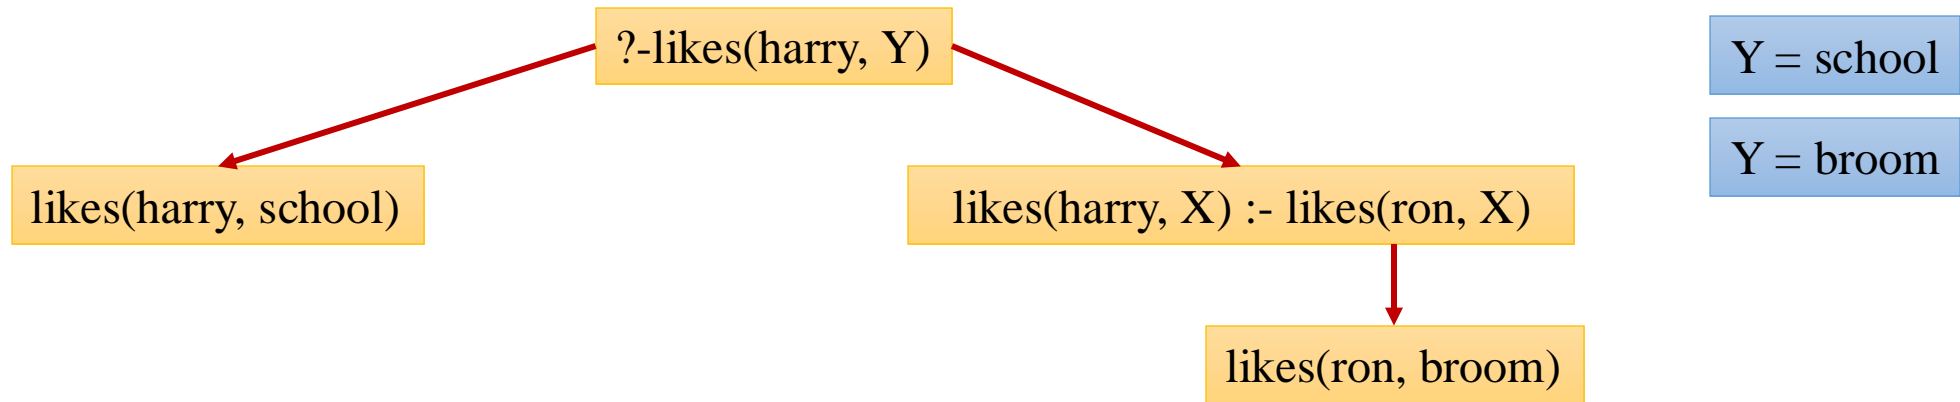 ?-likes(harry, Y)
Y = school
Y = broom
likes(harry, school)
likes(harry, X) :- likes(ron, X)
likes(ron, broom)